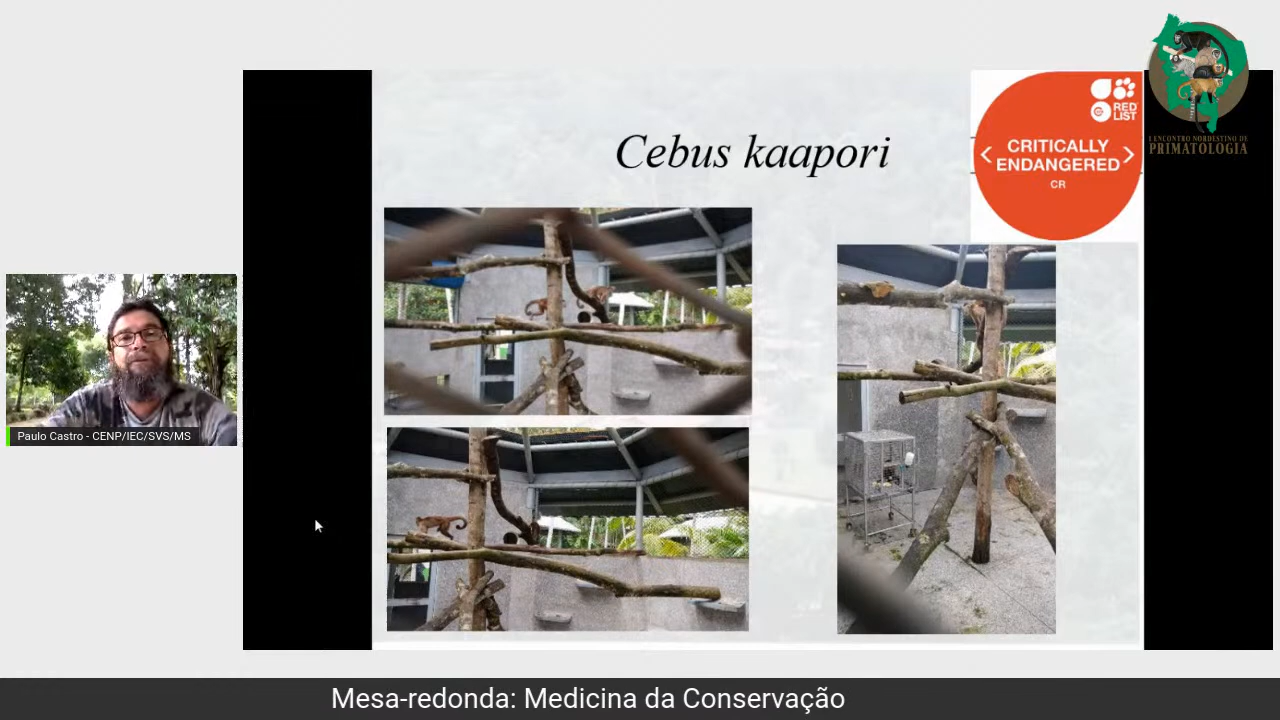 Cebus kaapori
RED
LIST
CRITICALLY
ENDANGERED
CR
I ENCONTRO NORDESTINO DE
PRIMATOLOGIA
Paulo Castro - CENP/IEC/SVS/MS
Mesa-redonda: Medicina da Conservação